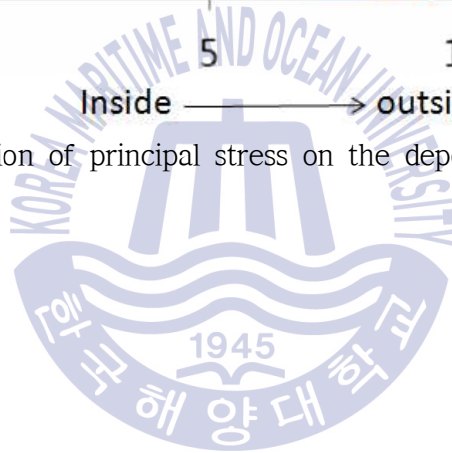 5
Inside → outsi
ion of principal stress on the dep
KOREA MARITIME AND OCEAN UNIVERSITY
1945
한국해양대학교